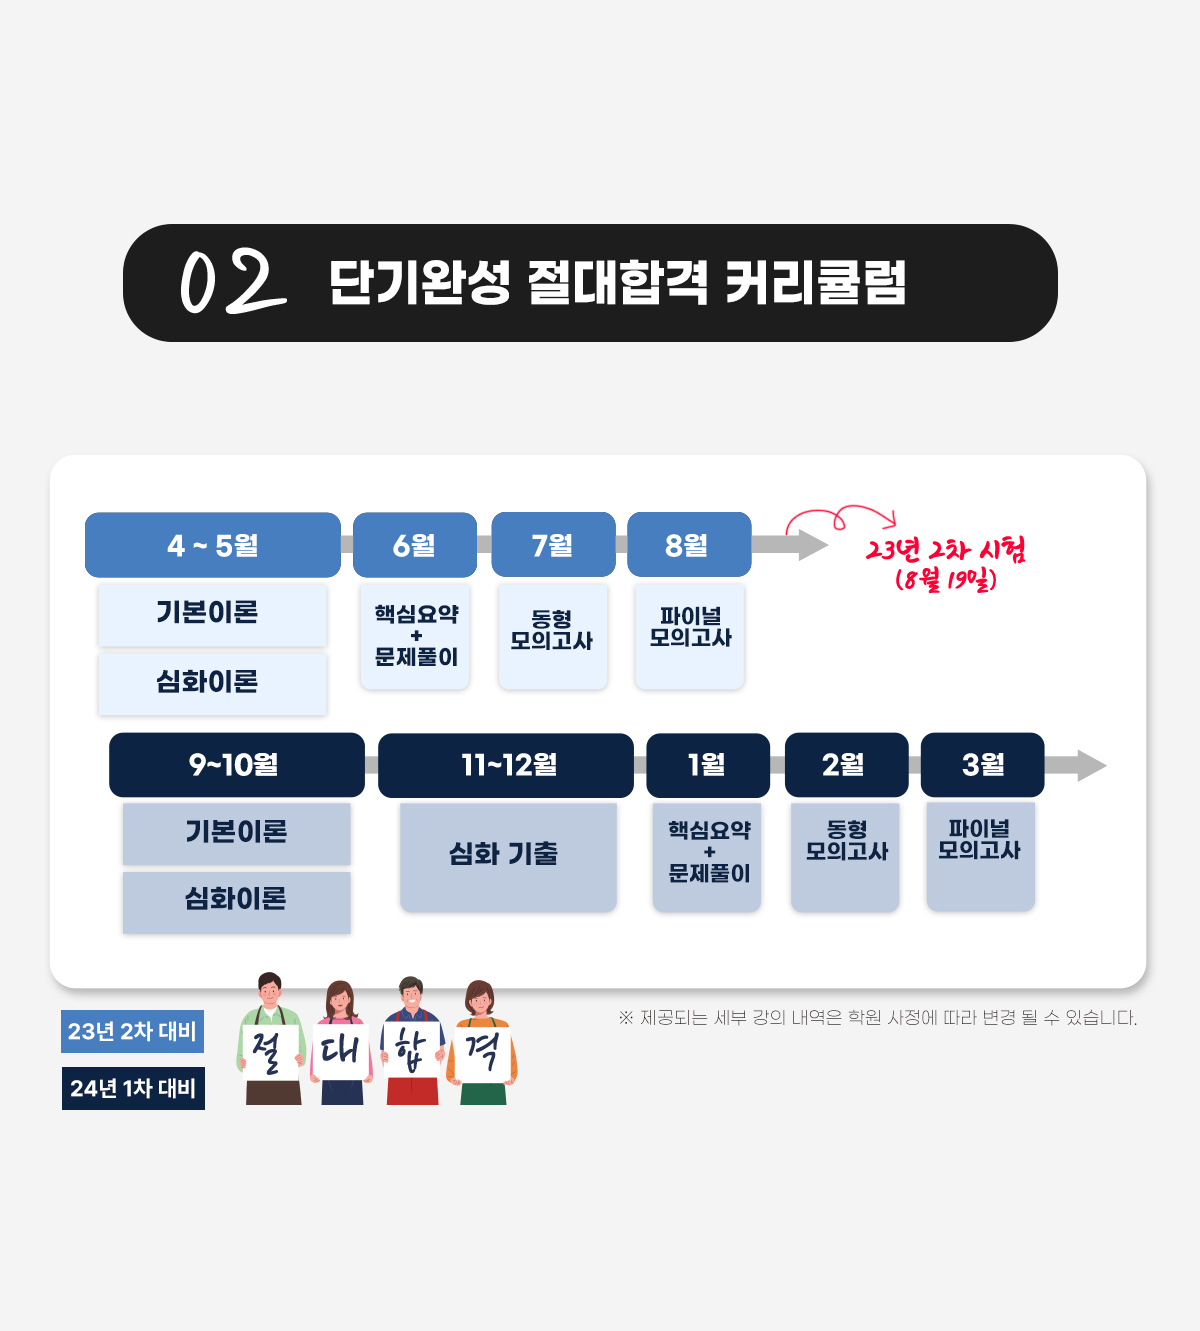 02 단기완성 절대합격 커리큘럼
4 ~ 5월
6월
7월
8월
23년 2차 시험
(8월 19일)
기본이론
심화이론
핵심요약
+
문제풀이
동형
모의고사
파이널
모의고사
9~10월
11~12월
1월
2월
3월
기본이론
심화이론
심화 기출
핵심요약
+
문제풀이
동형
모의고사
파이널
모의고사
23년 2차 대비
24년 1차 대비
절 대 합 격
※ 제공되는 세부 강의 내역은 학원 사정에 따라 변경 될 수 있습니다.